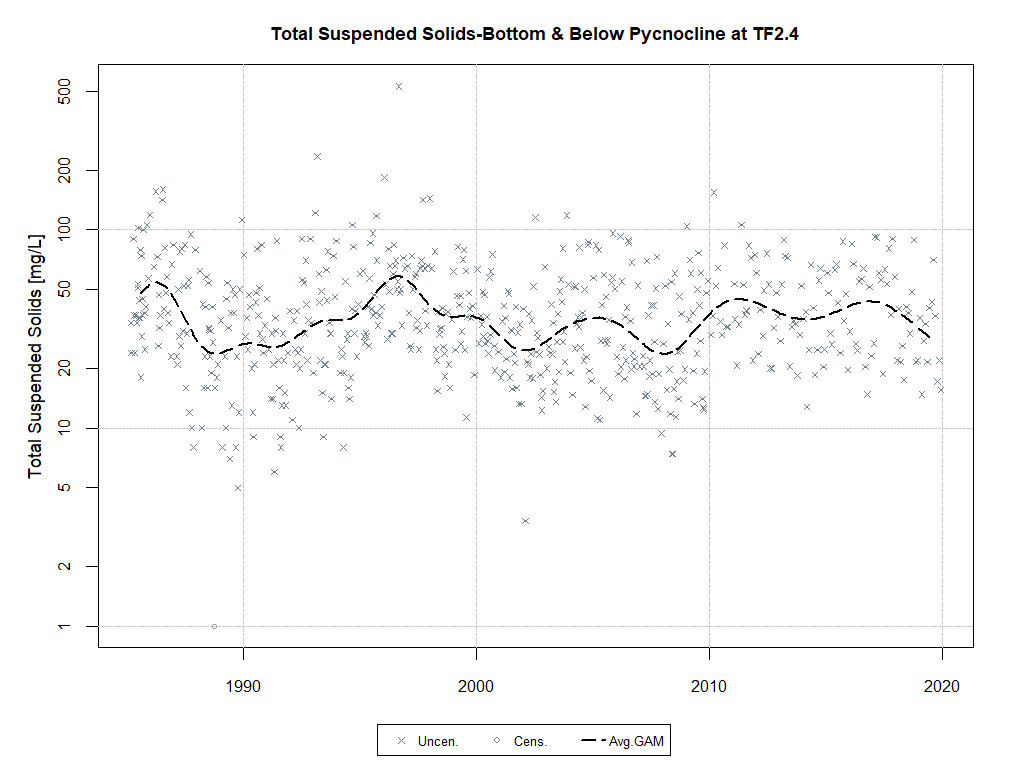 Total Suspended Solids-Bottom & Below Pycnocline at TF2.4
Total Suspended Solids [mg/L]
500
200
100
50
20
10
5
2
1
1990 2000 2010 2020
Uncen. Cens. Avg.GAM